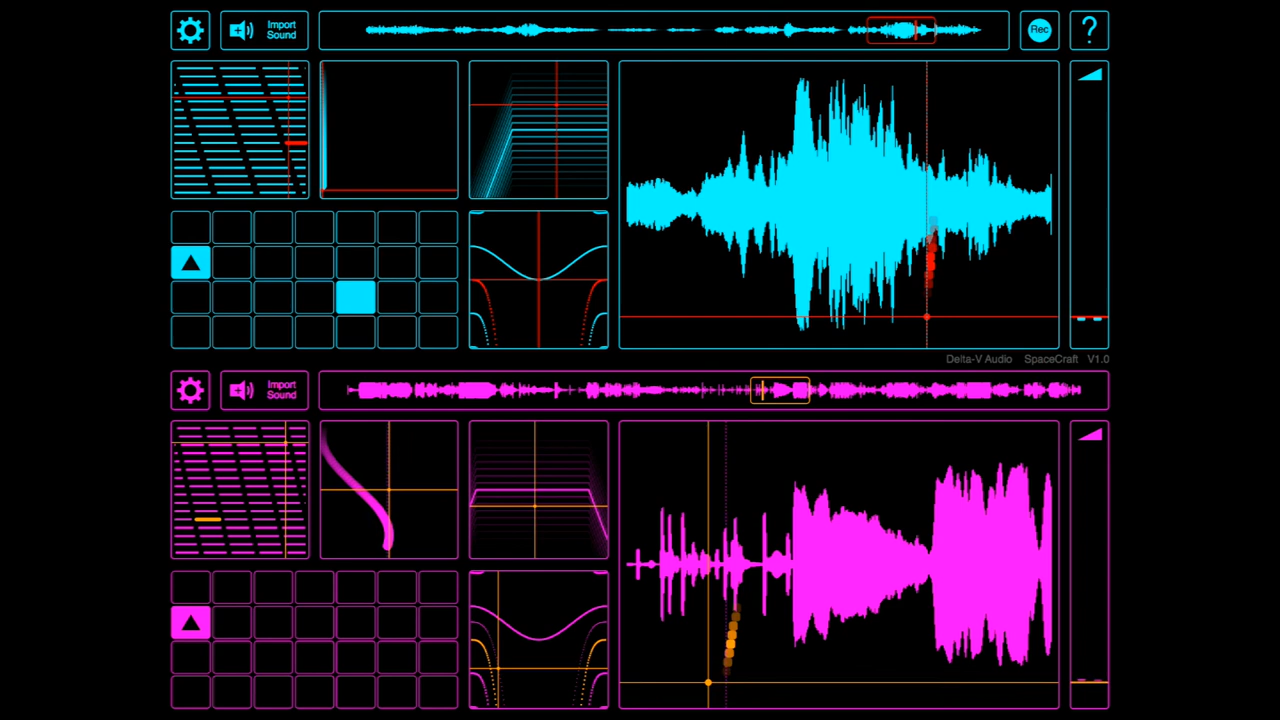 Import
Sound
Rec
?
Delta-V Audio SpaceCraft V1.0
Import
Sound